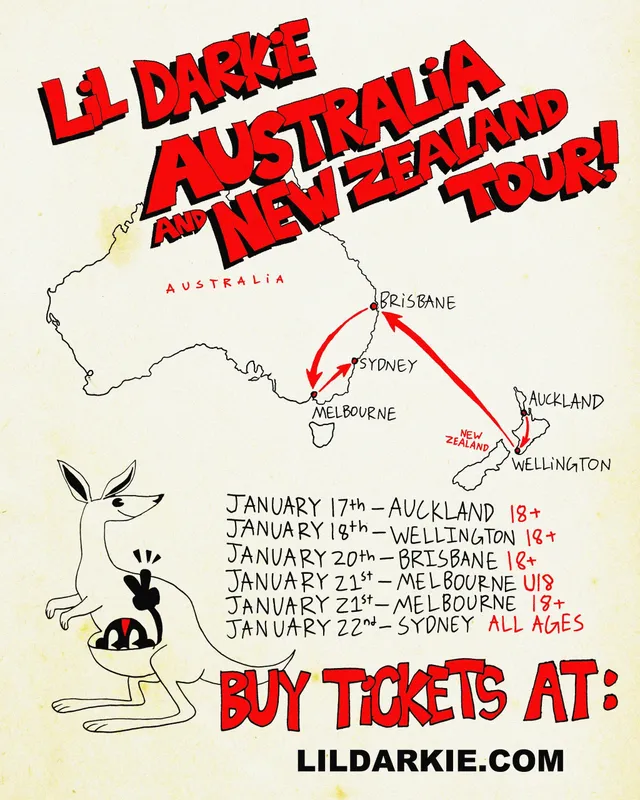 LiL DARKiE
AUSTRALiA
AND NEW ZEALAND
TOUR!
AUSTRALiA
BRISBANE
SYDNEY
MELBOURNE
AUCKLAND
NEW
ZEALAND
WELLiNGTON
JANUARY 17th – AUCKLAND 18+
JANUARY 18th – WELLINGTON 18+
JANUARY 20th – BRISBANE 18+
JANUARY 21st – MELBOURNE U18
JANUARY 21st – MELBOURNE 18+
JANUARY 22nd – SYDNEY ALL AGES
BUY TiCKETS AT:
LILDARKIE.COM